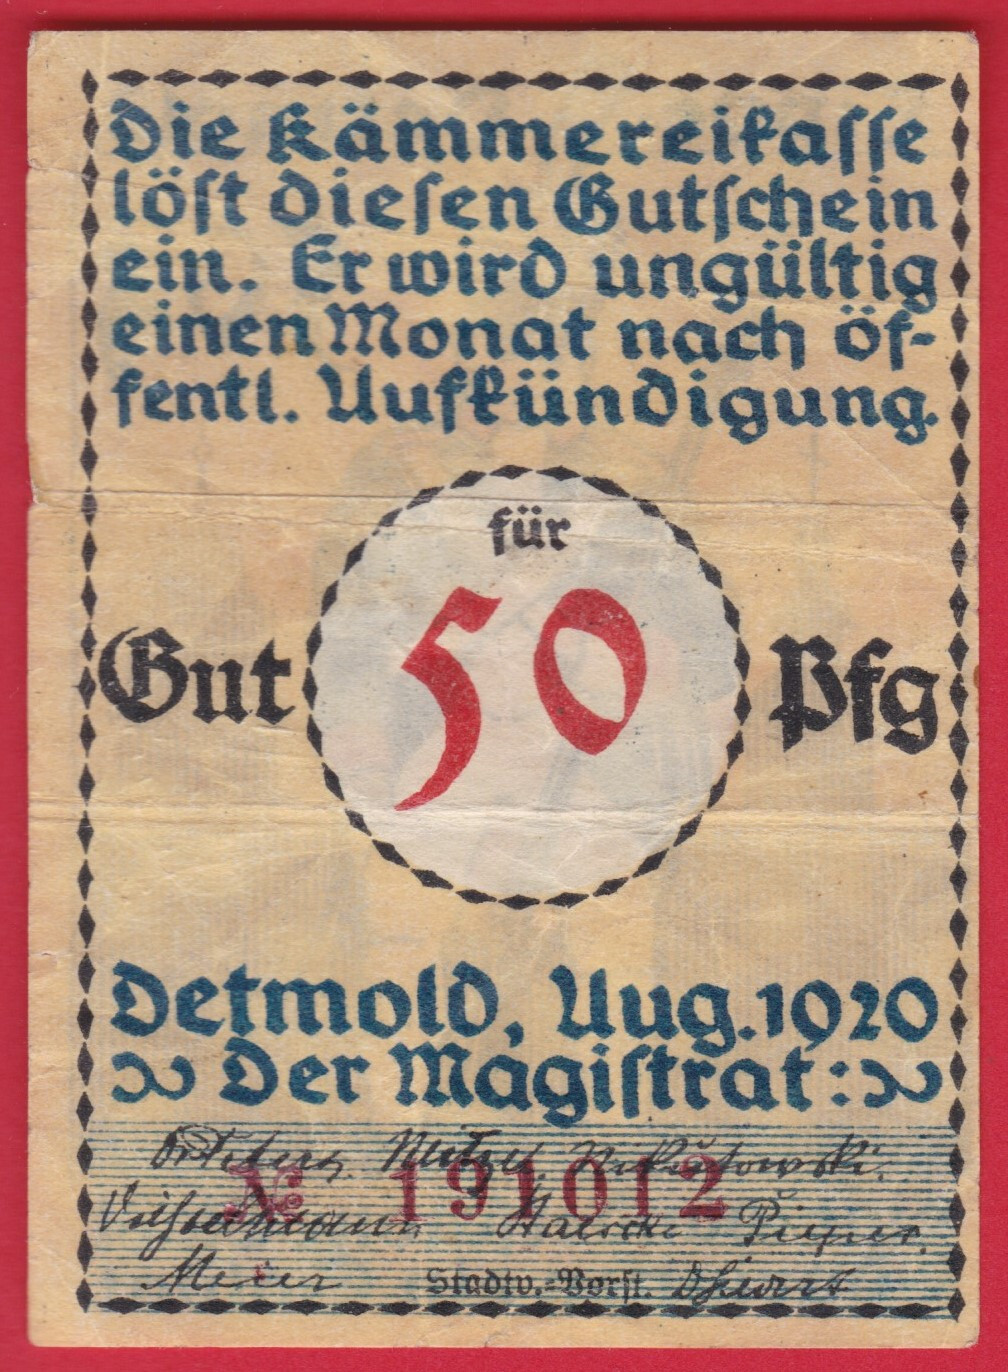 Die Kämmereikasse
löst diesen Gutschein
ein. Er wird ungültig
einen Monat nach öf-
fentl. Aufkündigung.
für
Gut 50 Pfg
Detmold, Aug. 1920
Der Magistrat:
№ 191012
Meier Stadtv.-Vorst.